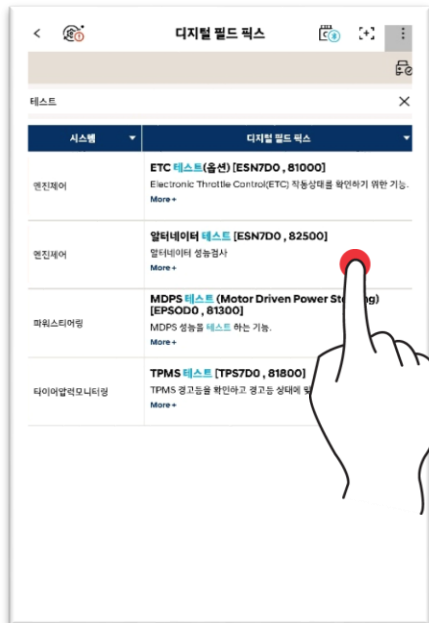 디지털 필드 픽스
테스트
시스템 디지털 필드 픽스
ETC 테스트(옵션) [ESN7D0 , 81000]
엔진제어
Electronic Throttle Control(ETC) 작동상태를 확인하기 위한 기능.
More +
알터네이터 테스트 [ESN7D0 , 82500]
엔진제어
알터네이터 성능검사
More +
MDPS 테스트 (Motor Driven Power
[EPSOD0 , 81300]
파워스티어링
MDPS 성능을 테스트 하는 기능.
More +
TPMS 테스트 [TPS7D0 , 81800]
타이어압력모니터링
TPMS 경고등을 확인하고 경고등 상태에
More +